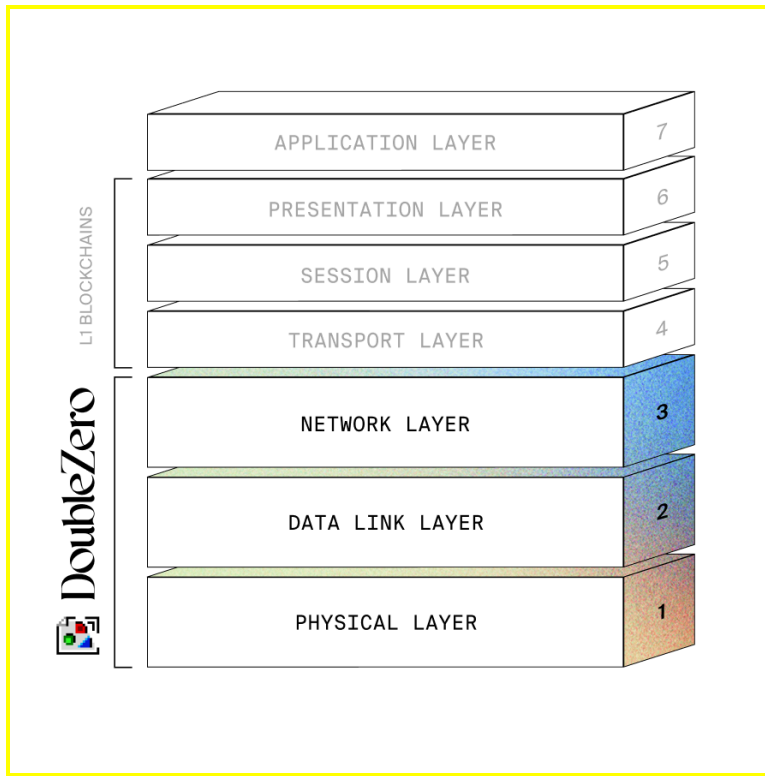 APPLICATION LAYER 7
PRESENTATION LAYER 6
SESSION LAYER 5
TRANSPORT LAYER 4
L1 BLOCKCHAINS
NETWORK LAYER 3
DATA LINK LAYER 2
PHYSICAL LAYER 1
DoubleZero